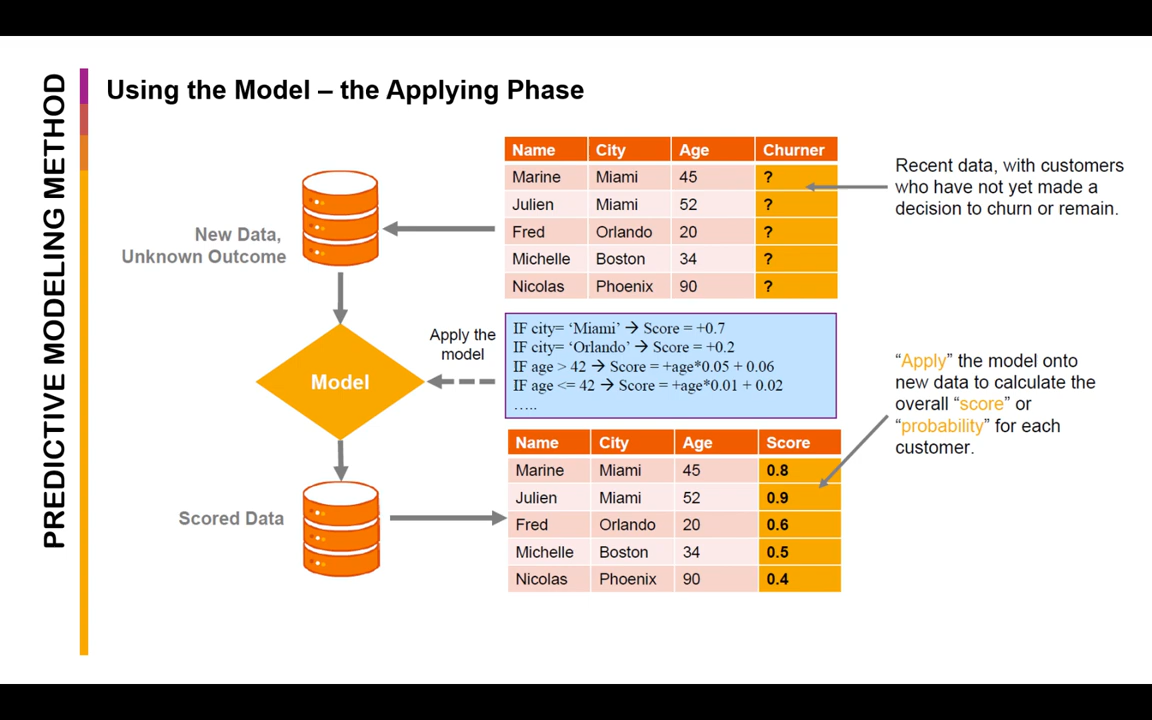 PREDICTIVE MODELING METHOD
Using the Model – the Applying Phase
Name City Age Churner
Marine Miami 45 ?
Julien Miami 52 ?
Fred Orlando 20 ?
Michelle Boston 34 ?
Nicolas Phoenix 90 ?
Recent data, with customers
who have not yet made a
decision to churn or remain.
New Data,
Unknown Outcome
Apply the
model
Model
IF city= ‘Miami’ → Score = +0.7
IF city= ‘Orlando’ → Score = +0.2
IF age > 42 → Score = +age*0.05 + 0.06
IF age <= 42 → Score = +age*0.01 + 0.02
…..
“Apply” the model onto
new data to calculate the
overall “score” or
“probability” for each
customer.
Scored Data
Name City Age Score
Marine Miami 45 0.8
Julien Miami 52 0.9
Fred Orlando 20 0.6
Michelle Boston 34 0.5
Nicolas Phoenix 90 0.4